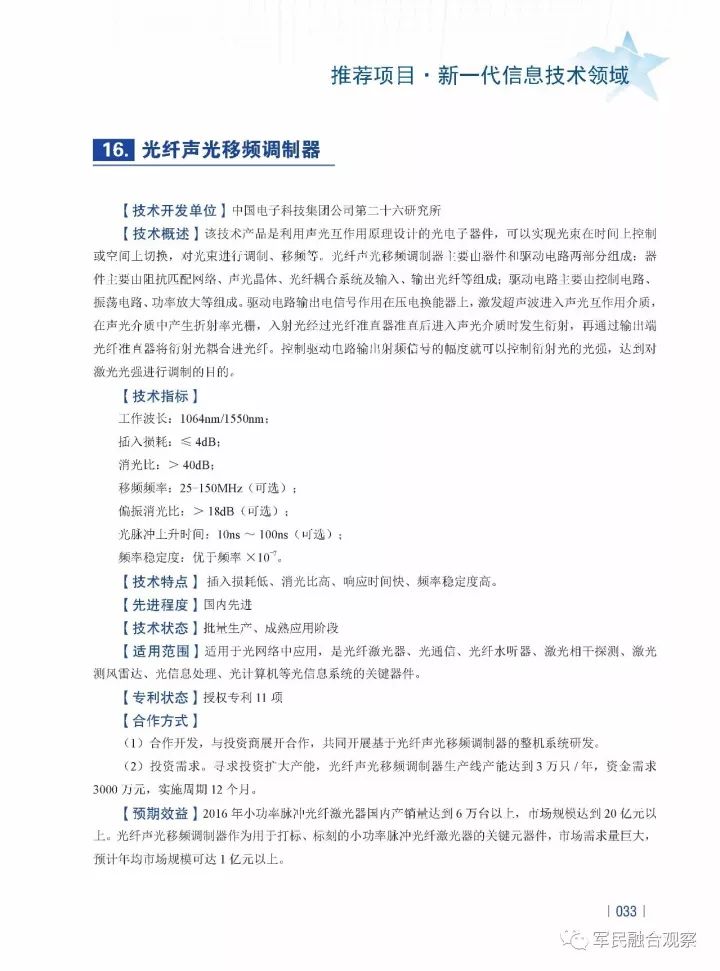 推荐项目·新一代信息技术领域
16. 光纤声光移频调制器
【技术开发单位】中国电子科技集团公司第二十六研究所
【技术概述】该技术产品是利用声光互作用原理设计的光电子器件，可以实现光束在时间上控制
或空间上切换，对光束进行调制、移频等。光纤声光移频调制器主要由器件和驱动电路两部分组成：器
件主要由阻抗匹配网络、声光晶体、光纤耦合系统及输入、输出光纤等组成；驱动电路主要由控制电路、
振荡电路、功率放大等组成。驱动电路输出电信号作用在压电换能器上，激发超声波进入声光互作用介质，
在声光介质中产生折射率光栅，入射光经过光纤准直器准直后进入声光介质时发生衍射，再通过输出端
光纤准直器将衍射光耦合进光纤。控制驱动电路输出射频信号的幅度就可以控制衍射光的光强，达到对
激光光强进行调制的目的。
【技术指标】
工作波长：1064nm/1550nm；
插入损耗：≤ 4dB；
消光比：＞ 40dB；
移频频率：25-150MHz（可选）；
偏振消光比：＞ 18dB（可选）；
光脉冲上升时间：10ns ～ 100ns（可选）；
频率稳定度：优于频率 ×10⁻⁷。
【技术特点】 插入损耗低、消光比高、响应时间快、频率稳定度高。
【先进程度】国内先进
【技术状态】批量生产、成熟应用阶段
【适用范围】适用于光网络中应用，是光纤激光器、光通信、光纤水听器、激光相干探测、激光
测风雷达、光信息处理、光计算机等光信息系统的关键器件。
【专利状态】授权专利 11 项
【合作方式】
（1）合作开发，与投资商展开合作，共同开展基于光纤声光移频调制器的整机系统研发。
（2）投资需求。寻求投资扩大产能，光纤声光移频调制器生产线产能达到 3 万只 / 年，资金需求
3000 万元，实施周期 12 个月。
【预期效益】2016 年小功率脉冲光纤激光器国内产销量达到 6 万台以上，市场规模达到 20 亿元以
上。光纤声光移频调制器作为用于打标、标刻的小功率脉冲光纤激光器的关键元器件，市场需求量巨大，
预计年均市场规模可达 1 亿元以上。
| 033 |
军民融合观察